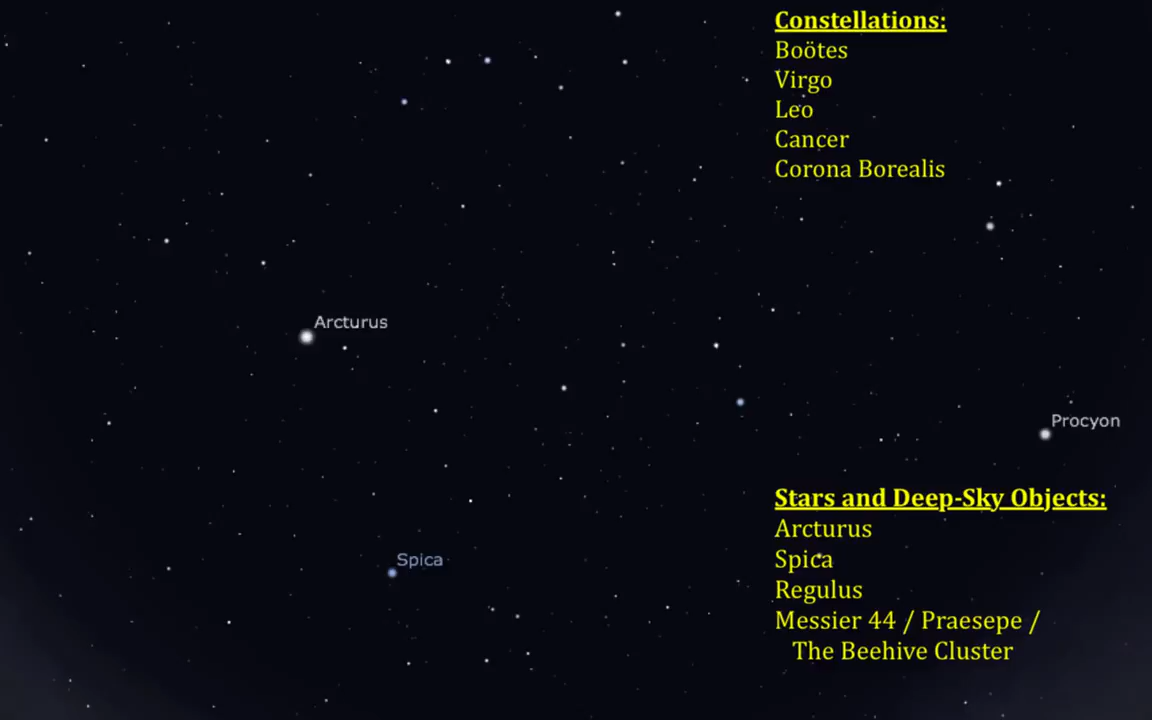 Constellations:
Boötes
Virgo
Leo
Cancer
Corona Borealis
Arcturus
Procyon
Spica
Stars and Deep-Sky Objects:
Arcturus
Spica
Regulus
Messier 44 / Praesepe /
The Beehive Cluster